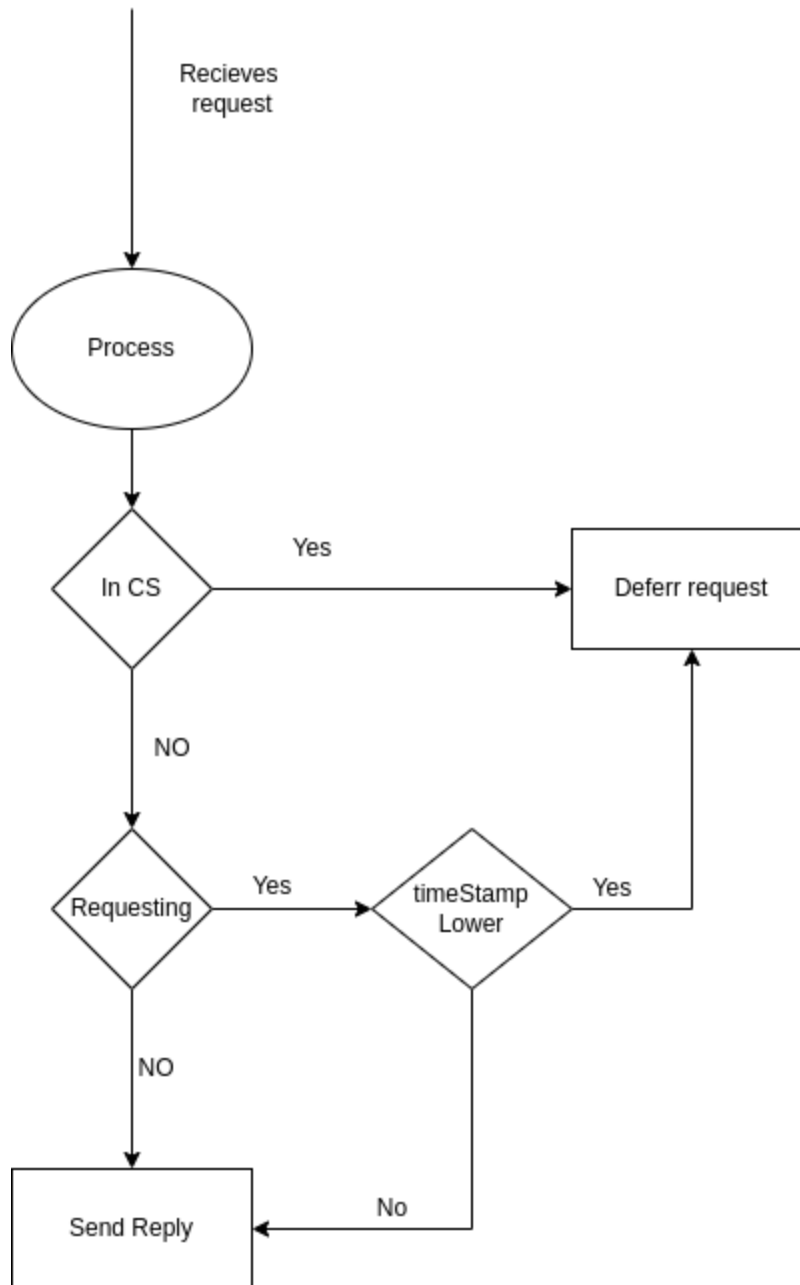 Recieves
request
Process
In CS
Yes
Deferr request
NO
Requesting
Yes
timeStamp
Lower
Yes
NO
No
Send Reply